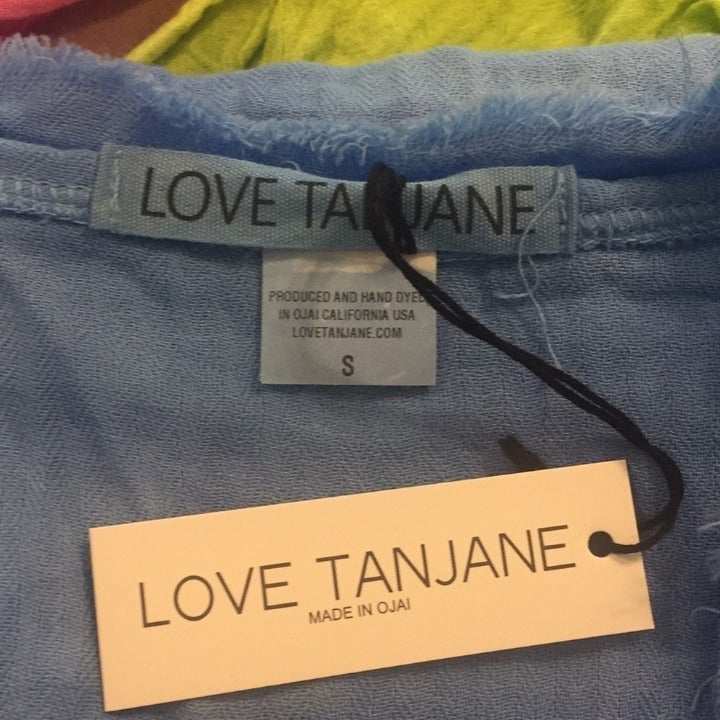 LOVE TANJANE
PRODUCED AND HAND DYED
IN OJAI CALIFORNIA USA
LOVETANJANE.COM
S
LOVE TANJANE
MADE IN OJAI